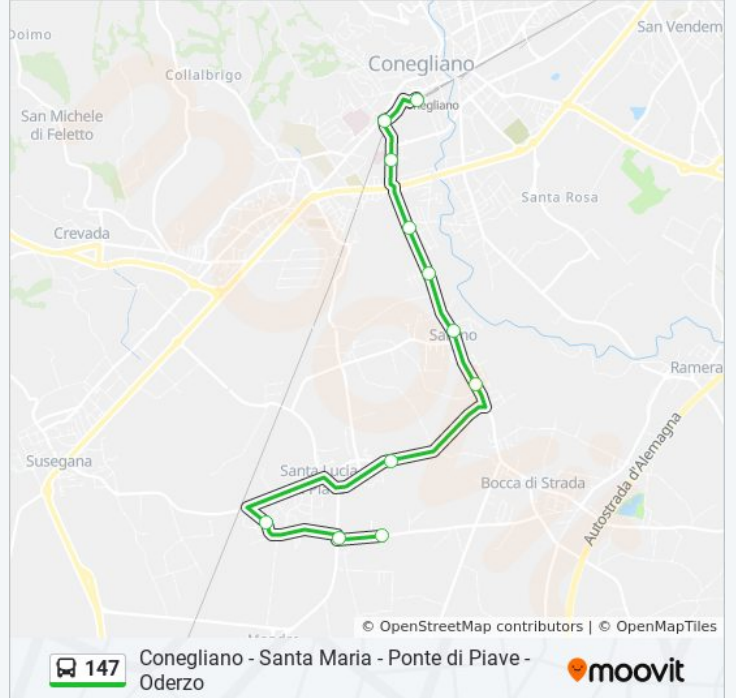 Doimo
San Vendem
Conegliano
Collalbrigo
negliano
San Michele
di Feletto
Santa Rosa
Crevada
Ramera
Susegana
Santa Lucia
Bocca di Strada
Autostrada d'Alemagna
© OpenStreetMap contributors | © OpenMapTiles
147
Conegliano - Santa Maria - Ponte di Piave -
Oderzo
moovit